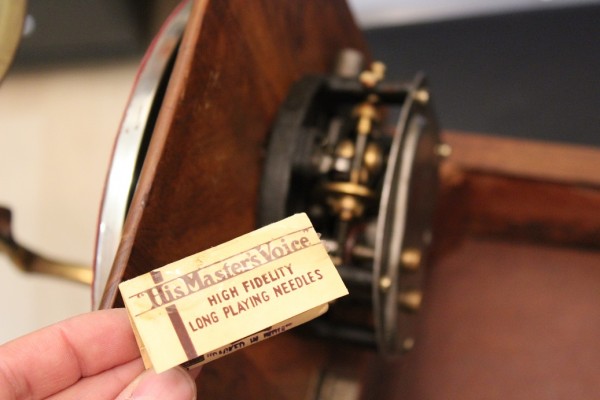 "His Master's Voice"
HIGH FIDELITY
LONG PLAYING NEEDLES